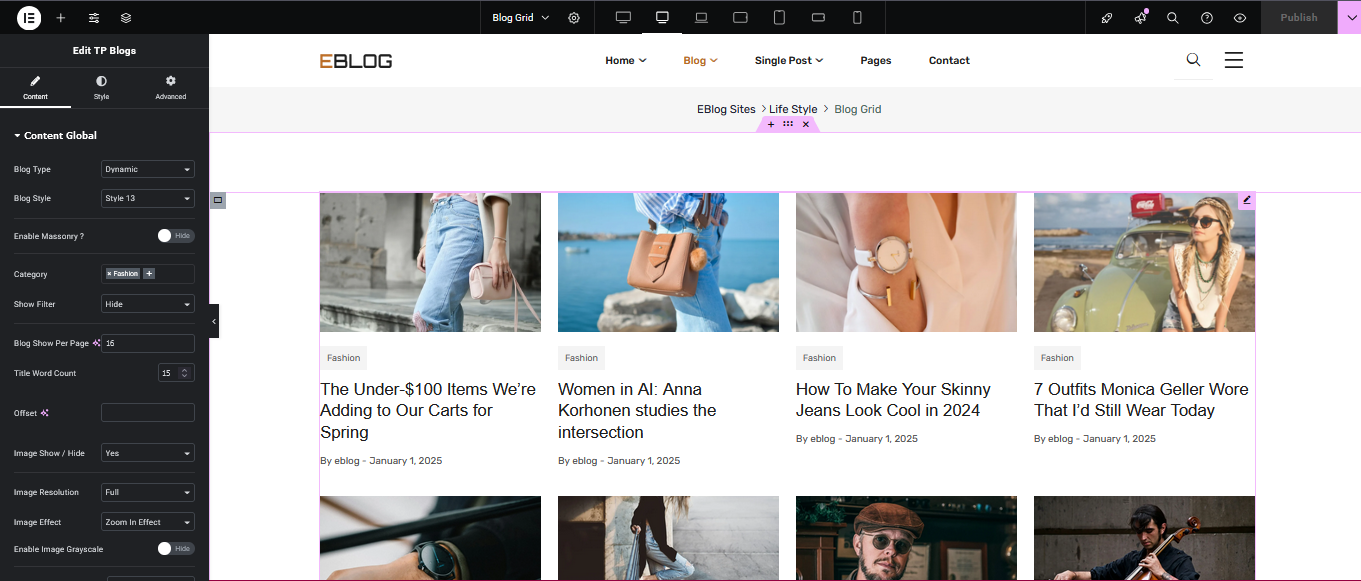 Blog Grid
Publish
Edit TP Blogs
Content
Style
Advanced
Content Global
Blog Type
Dynamic
Blog Style
Style 13
Enable Massonry ?
Hide
Category
× Fashion
+
Show Filter
Hide
Blog Show Per Page
16
Title Word Count
15
Offset
Image Show / Hide
Yes
Image Resolution
Full
Image Effect
Zoom In Effect
Enable Image Grayscale
Hide
EBLOG
Home
Blog
Single Post
Pages
Contact
EBlog Sites > Life Style > Blog Grid
Fashion
The Under-$100 Items We’re
Adding to Our Carts for
Spring
By eblog - January 1, 2025
Fashion
Women in AI: Anna
Korhonen studies the
intersection
By eblog - January 1, 2025
Fashion
How To Make Your Skinny
Jeans Look Cool in 2024
By eblog - January 1, 2025
Fashion
7 Outfits Monica Geller Wore
That I’d Still Wear Today
By eblog - January 1, 2025